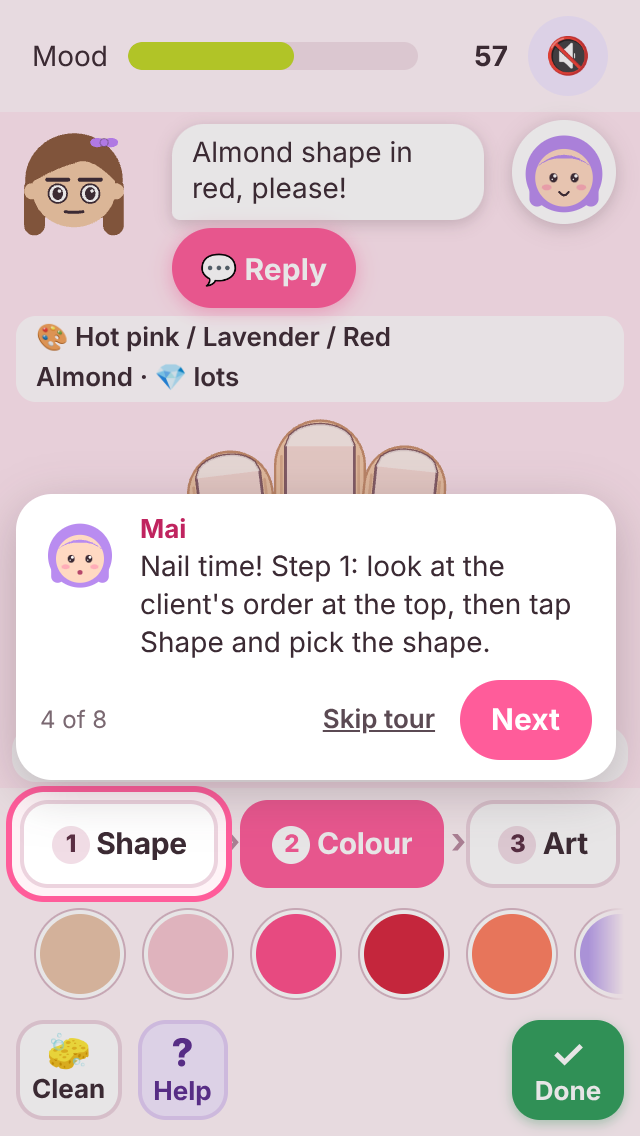 Mood 57
Almond shape in
red, please!
💬 Reply
🎨 Hot pink / Lavender / Red
Almond · 💎 lots
Mai
Nail time! Step 1: look at the
client's order at the top, then tap
Shape and pick the shape.
4 of 8 Skip tour Next
1 Shape › 2 Colour › 3 Art
Clean ? Help Done